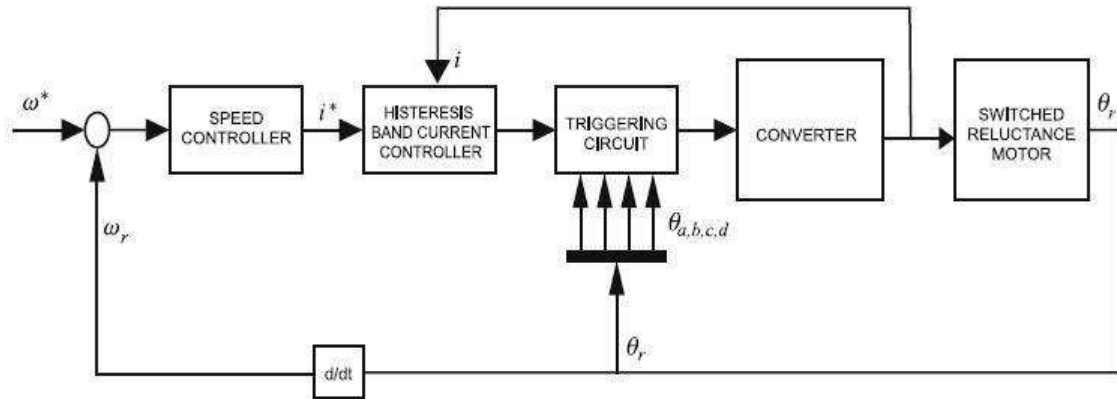 i
ω*
SPEED
CONTROLLER
i*
HISTERESIS
BAND CURRENT
CONTROLLER
TRIGGERING
CIRCUIT
CONVERTER
SWITCHED
RELUCTANCE
MOTOR
θr
ωr
θa,b,c,d
θr
d/dt